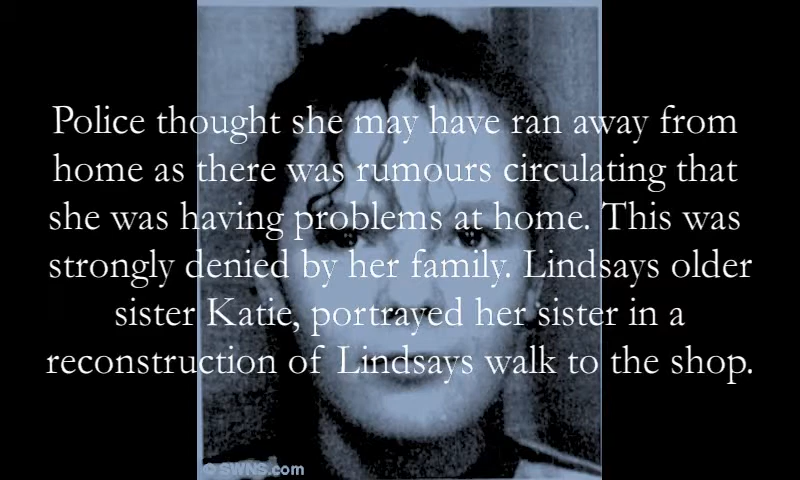 Police thought she may have ran away from
home as there was rumours circulating that
she was having problems at home. This was
strongly denied by her family. Lindsays older
sister Katie, portrayed her sister in a
reconstruction of Lindsays walk to the shop.
© SWNS.com